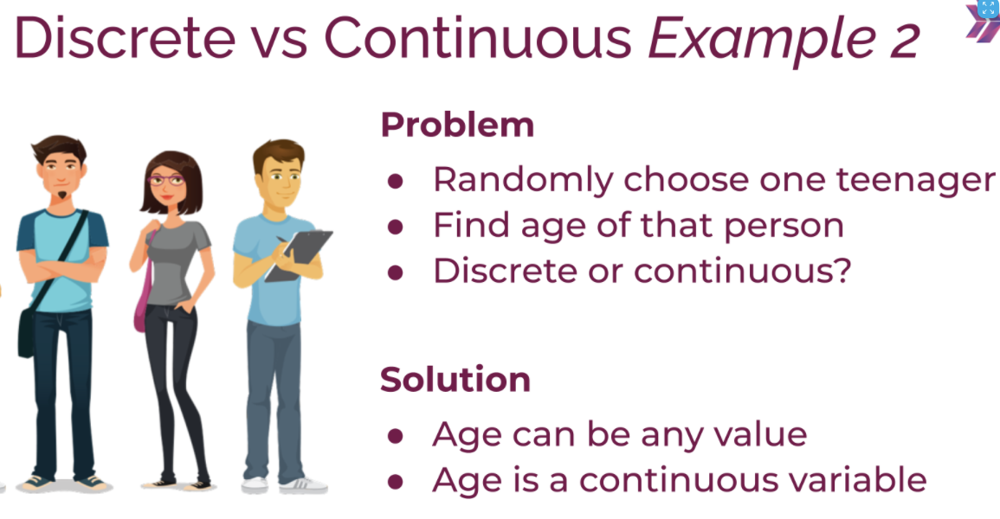 Discrete vs Continuous Example 2
Problem
● Randomly choose one teenager
● Find age of that person
● Discrete or continuous?
Solution
● Age can be any value
● Age is a continuous variable